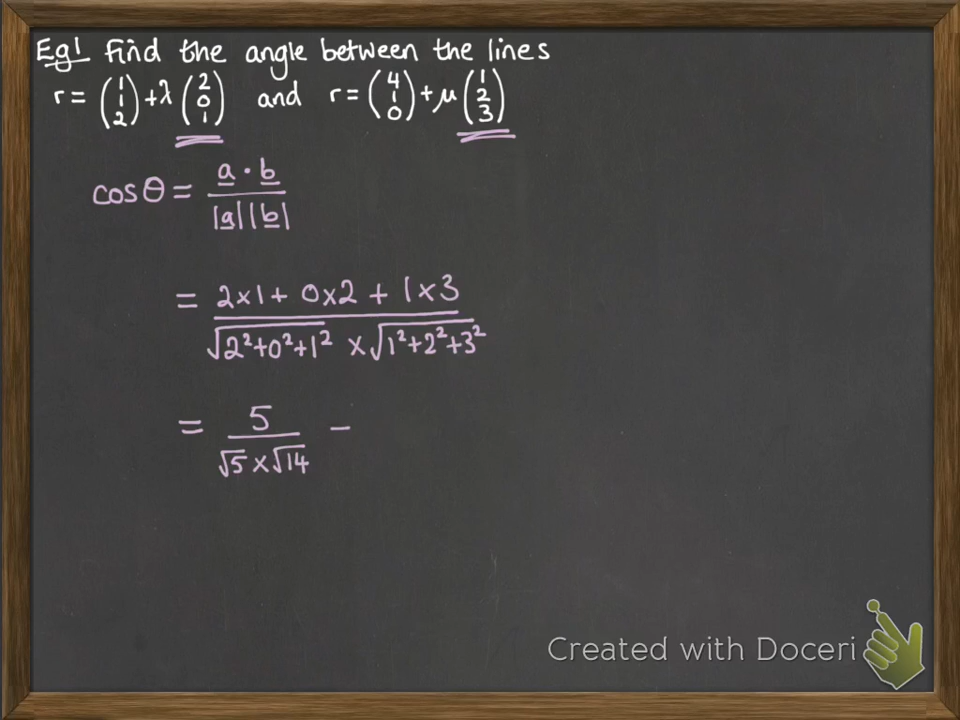 Eg1 Find the angle between the lines
r = (1 1 2) + λ (2 0 1) and r = (4 1 0) + μ (1 2 3)
cos θ = a · b / |a||b|
= 2×1 + 0×2 + 1×3 / √2²+0²+1² × √1²+2²+3²
= 5 / √5 × √14 –
Created with Doceri